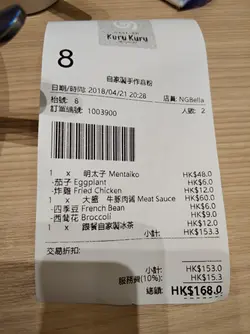 KURU KURU
8
自家製手作烏粉
日期/時間: 2018/04/21 20:28
店員: NGBella
枱號: 8
人數: 2
訂單編號: 1003900
1 x 明太子 Mentaiko HK$48.0
-茄子 Eggplant HK$6.0
-炸雞 Fried Chicken HK$12.0
1 x 大盛 牛豚肉醬 Meat Sauce HK$60.0
-四季豆 French Bean HK$6.0
-西蘭花 Broccoli HK$9.0
1 x 跟餐自家製冰茶 HK$12.0
小計: HK$153.0
交易折扣:
小計: HK$153.0
服務費(10%): HK$15.3
總額: HK$168.0